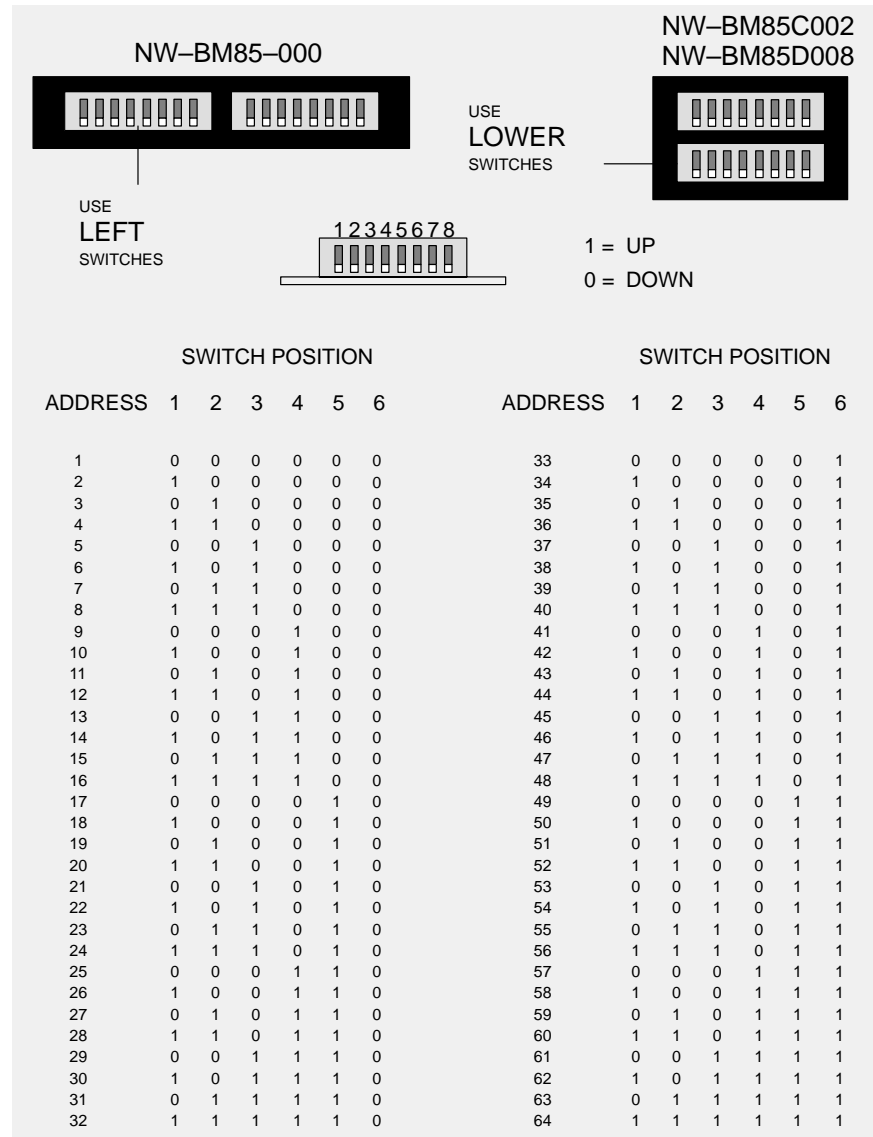 NW–BM85–000
NW–BM85C002
NW–BM85D008
USE
LEFT
SWITCHES
USE
LOWER
SWITCHES
12345678
1 = UP
0 = DOWN
SWITCH POSITION SWITCH POSITION
ADDRESS 1 2 3 4 5 6 ADDRESS 1 2 3 4 5 6
1 0 0 0 0 0 0 33 0 0 0 0 0 1
2 1 0 0 0 0 0 34 1 0 0 0 0 1
3 0 1 0 0 0 0 35 0 1 0 0 0 1
4 1 1 0 0 0 0 36 1 1 0 0 0 1
5 0 0 1 0 0 0 37 0 0 1 0 0 1
6 1 0 1 0 0 0 38 1 0 1 0 0 1
7 0 1 1 0 0 0 39 0 1 1 0 0 1
8 1 1 1 0 0 0 40 1 1 1 0 0 1
9 0 0 0 1 0 0 41 0 0 0 1 0 1
10 1 0 0 1 0 0 42 1 0 0 1 0 1
11 0 1 0 1 0 0 43 0 1 0 1 0 1
12 1 1 0 1 0 0 44 1 1 0 1 0 1
13 0 0 1 1 0 0 45 0 0 1 1 0 1
14 1 0 1 1 0 0 46 1 0 1 1 0 1
15 0 1 1 1 0 0 47 0 1 1 1 0 1
16 1 1 1 1 0 0 48 1 1 1 1 0 1
17 0 0 0 0 1 0 49 0 0 0 0 1 1
18 1 0 0 0 1 0 50 1 0 0 0 1 1
19 0 1 0 0 1 0 51 0 1 0 0 1 1
20 1 1 0 0 1 0 52 1 1 0 0 1 1
21 0 0 1 0 1 0 53 0 0 1 0 1 1
22 1 0 1 0 1 0 54 1 0 1 0 1 1
23 0 1 1 0 1 0 55 0 1 1 0 1 1
24 1 1 1 0 1 0 56 1 1 1 0 1 1
25 0 0 0 1 1 0 57 0 0 0 1 1 1
26 1 0 0 1 1 0 58 1 0 0 1 1 1
27 0 1 0 1 1 0 59 0 1 0 1 1 1
28 1 1 0 1 1 0 60 1 1 0 1 1 1
29 0 0 1 1 1 0 61 0 0 1 1 1 1
30 1 0 1 1 1 0 62 1 0 1 1 1 1
31 0 1 1 1 1 0 63 0 1 1 1 1 1
32 1 1 1 1 1 0 64 1 1 1 1 1 1